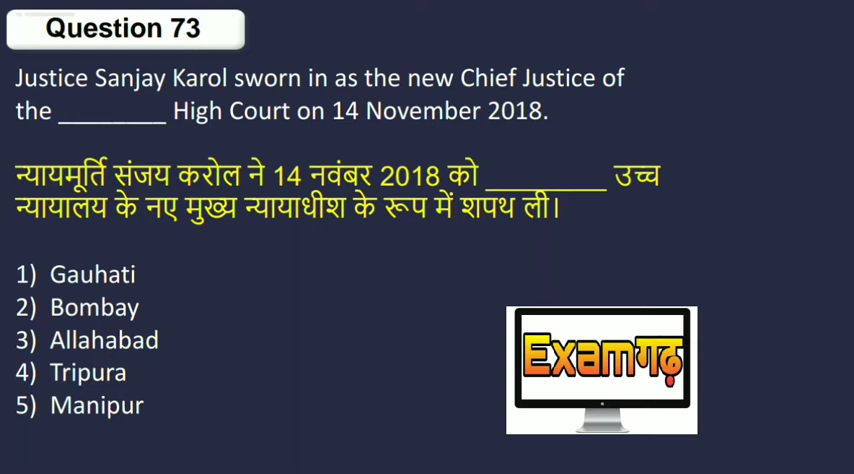 Question 73
Justice Sanjay Karol sworn in as the new Chief Justice of
the ________ High Court on 14 November 2018.
न्यायमूर्ति संजय करोल ने 14 नवंबर 2018 को ________ उच्च
न्यायालय के नए मुख्य न्यायाधीश के रूप में शपथ ली।
1) Gauhati
2) Bombay
3) Allahabad
4) Tripura
5) Manipur
Examगढ़